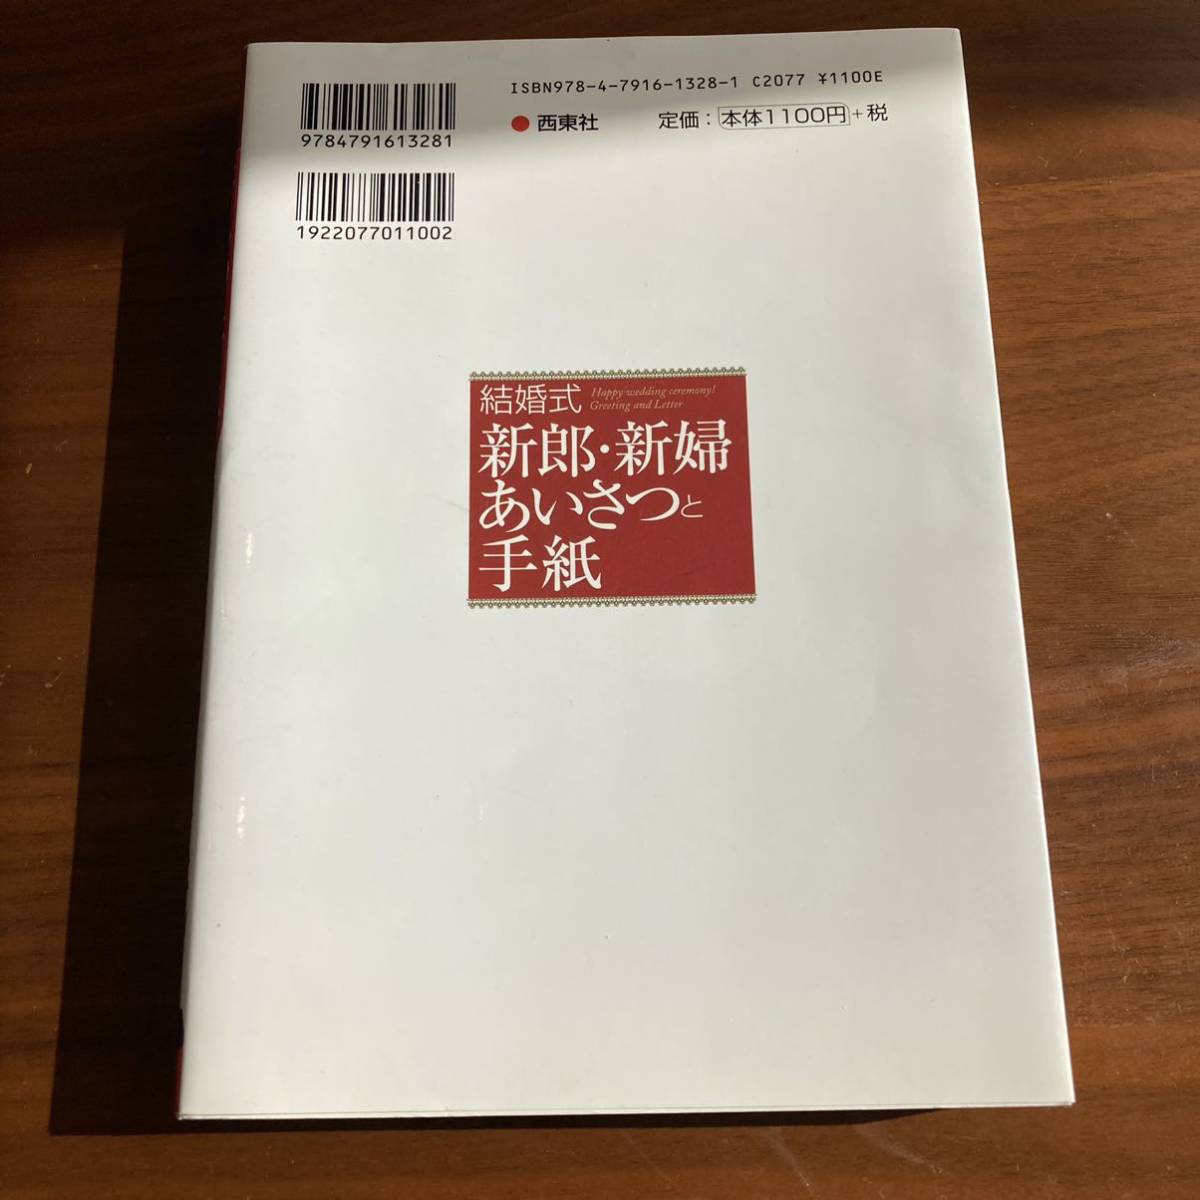 9784791613281
ISBN978-4-7916-1328-1 C2077 ¥1100E
●西東社 定価：本体1100円+税
1922077011002
結婚式
Happy wedding ceremony!
Greeting and Letter
新郎・新婦
あいさつと
手紙